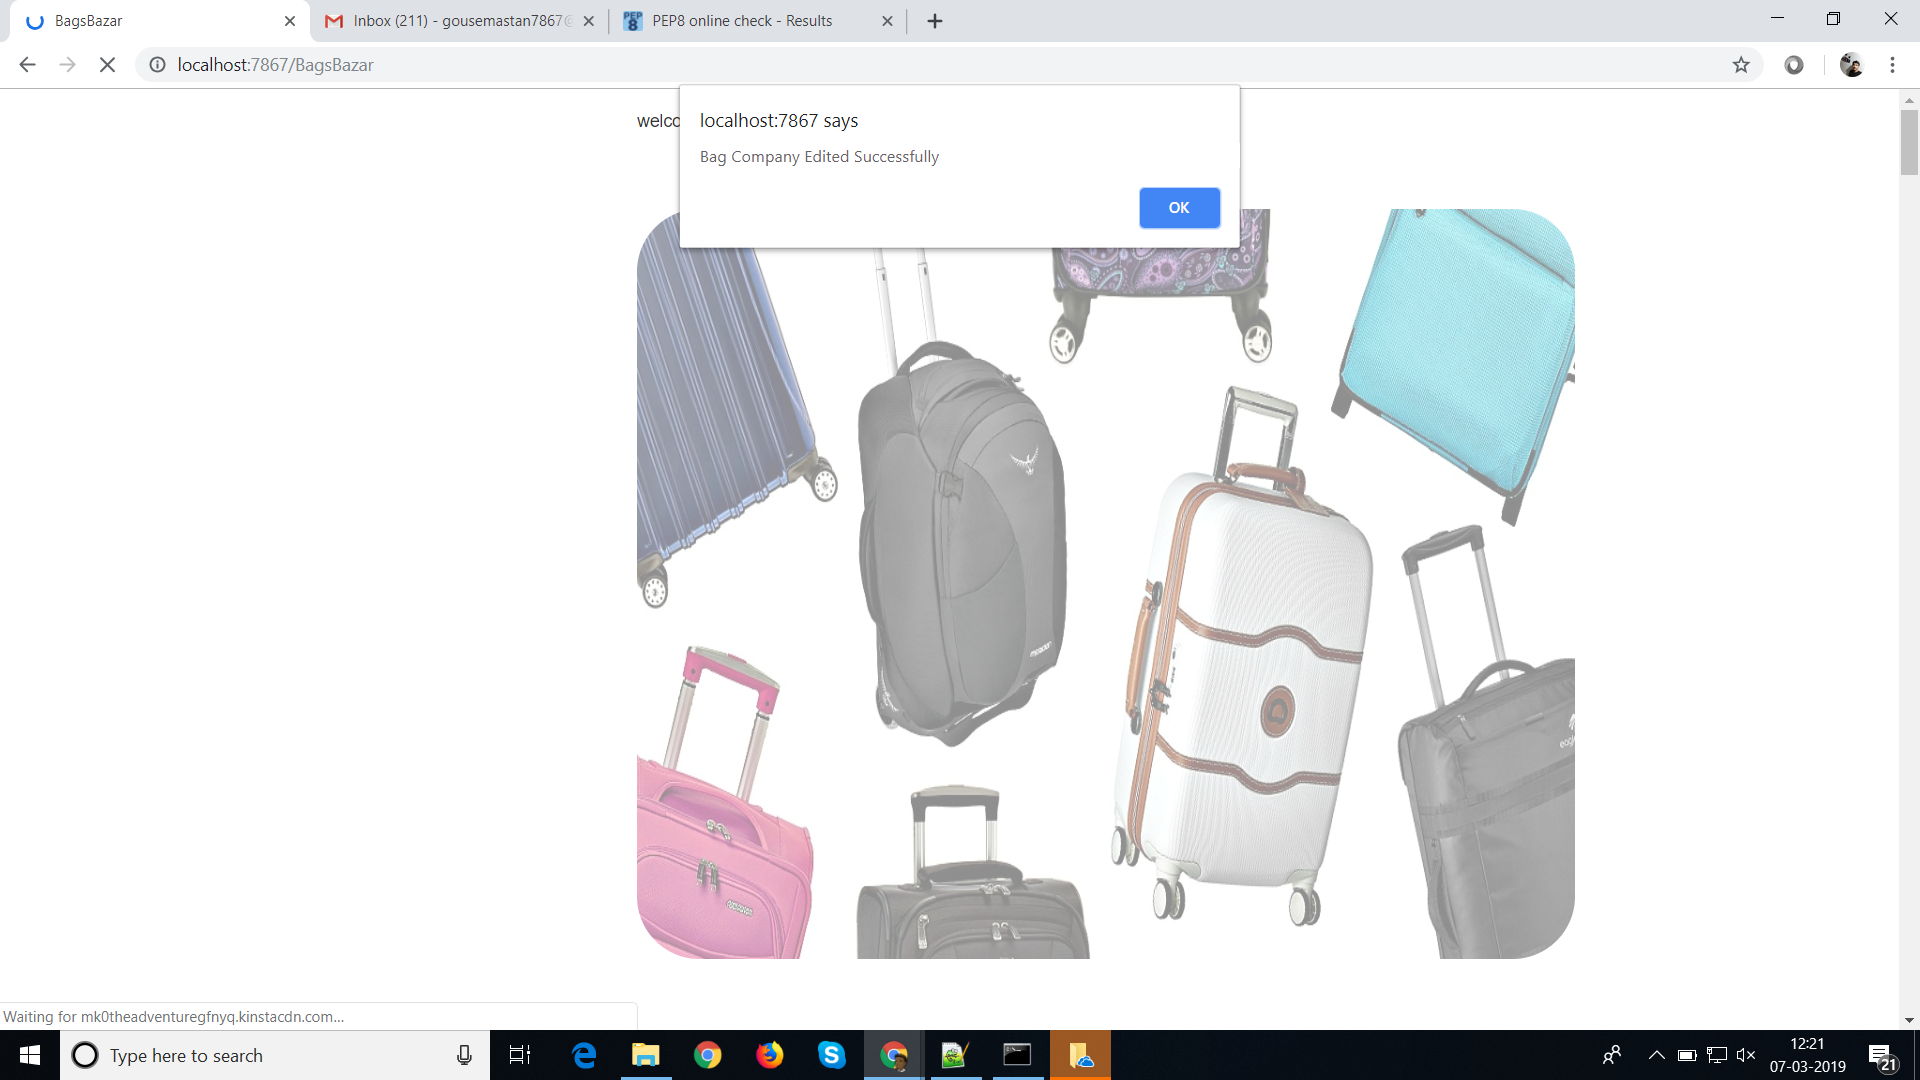 BagsBazar
Inbox (211) - gousemastan7867@
PEP8 online check - Results
localhost:7867/BagsBazar
welco
localhost:7867 says
Bag Company Edited Successfully
OK
Waiting for mk0theadventuregfnyq.kinstacdn.com...
Type here to search
12:21
07-03-2019
21